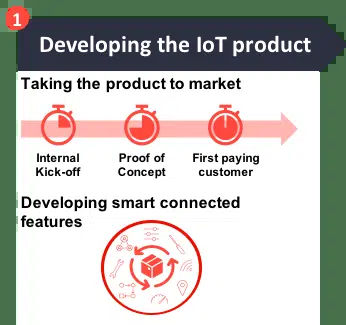 1
Developing the IoT product
Taking the product to market
Internal
Kick-off
Proof of
Concept
First paying
customer
Developing smart connected
features